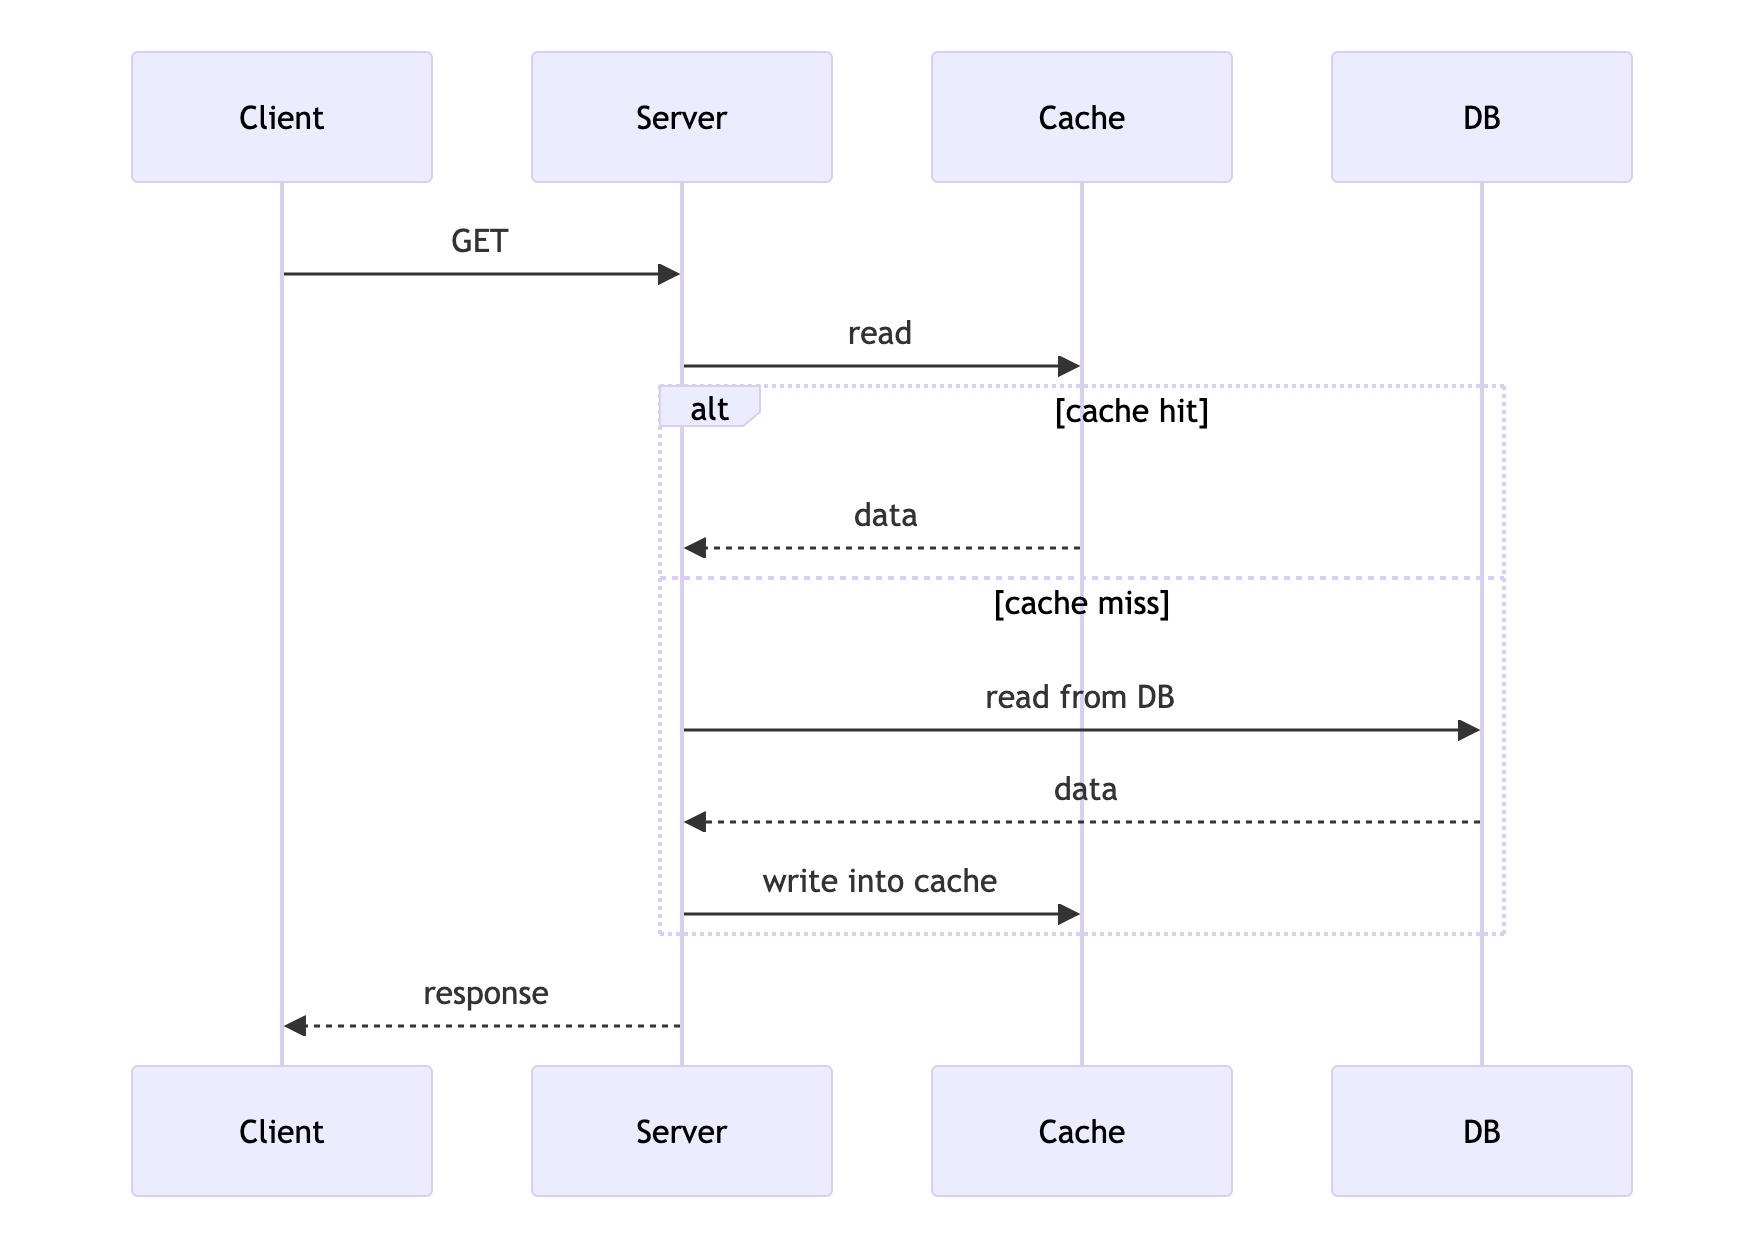 Client
Server
Cache
DB
GET
read
alt
[cache hit]
data
[cache miss]
read from DB
data
write into cache
response
Client
Server
Cache
DB